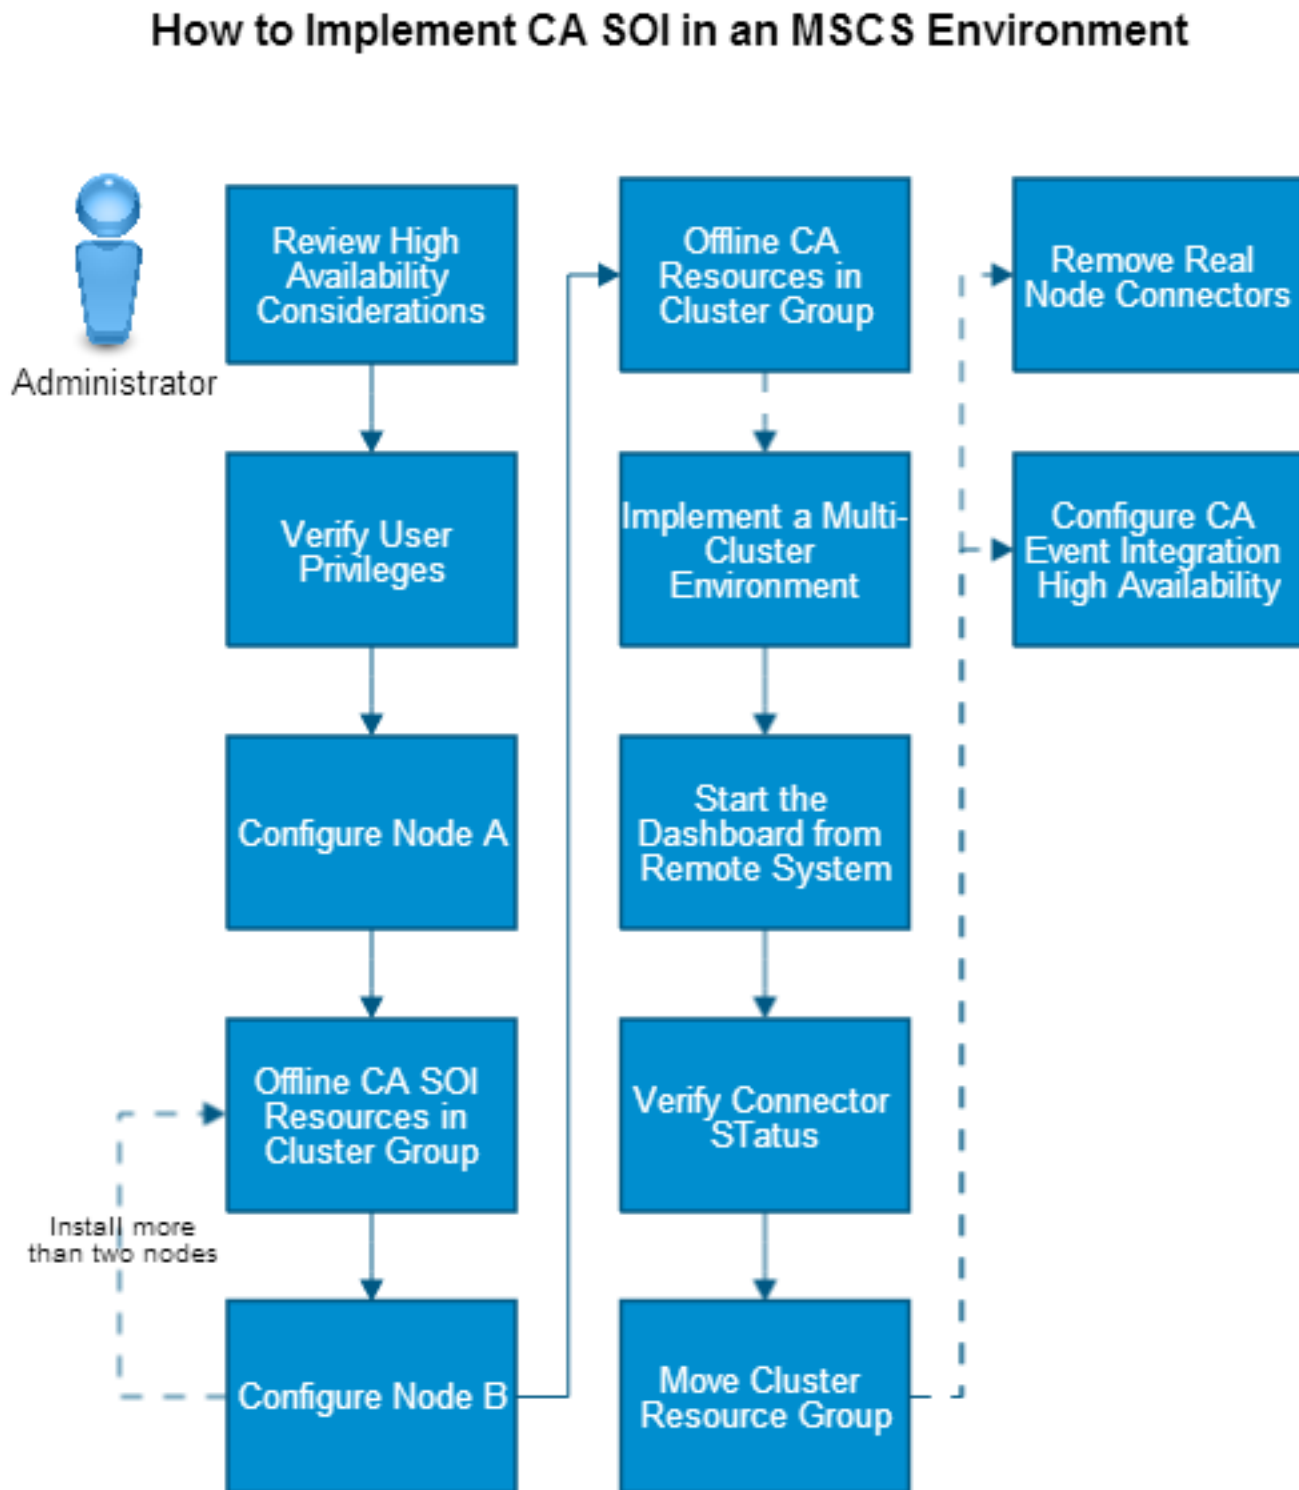 How to Implement CA SOI in an MSCS Environment
Administrator
Review High
Availability
Considerations
Verify User
Privileges
Configure Node A
Offline CA SOI
Resources in
Cluster Group
Install more
than two nodes
Configure Node B
Offline CA
Resources in
Cluster Group
Implement a Multi-
Cluster
Environment
Start the
Dashboard from
Remote System
Verify Connector
STatus
Move Cluster
Resource Group
Remove Real
Node Connectors
Configure CA
Event Integration
High Availability